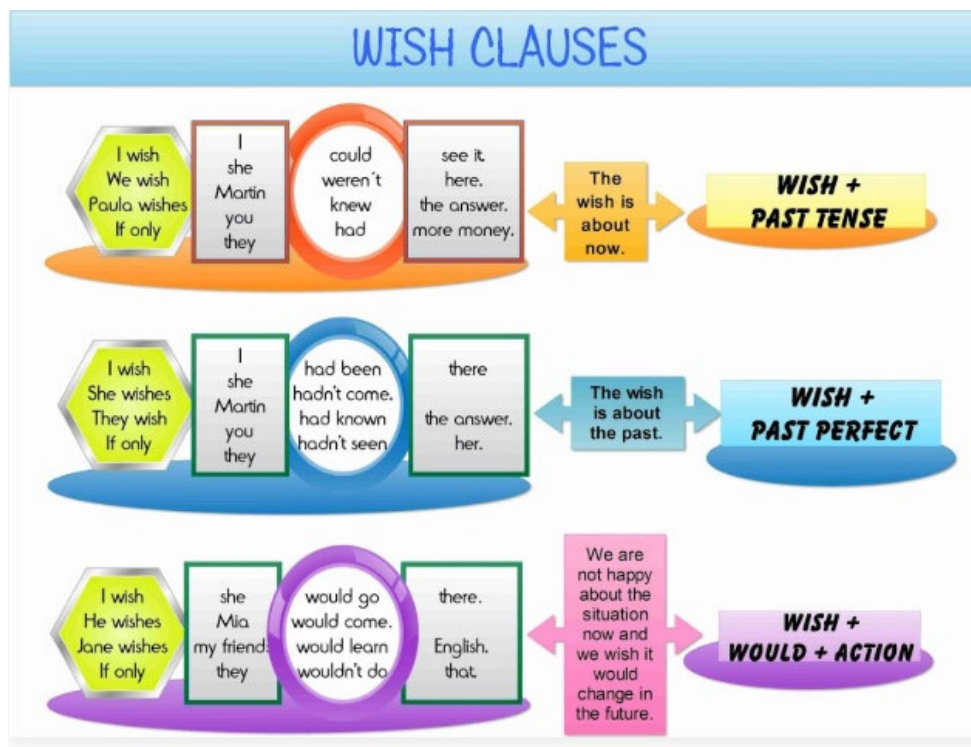 WISH CLAUSES
I wish
We wish
Paula wishes
If only
I
she
Martin
you
they
could
weren´t
knew
had
see it.
here.
the answer.
more money.
The
wish is
about
now.
WISH +
PAST TENSE
I wish
She wishes
They wish
If only
I
she
Martin
you
they
had been
hadn't come.
had known
hadn't seen
there
the answer.
her.
The wish
is about
the past.
WISH +
PAST PERFECT
I wish
He wishes
Jane wishes
If only
she
Mia
my friends
they
would go
would come.
would learn
wouldn't do
there.
English.
that.
We are
not happy
about the
situation
now and
we wish it
would
change in
the future.
WISH +
WOULD + ACTION